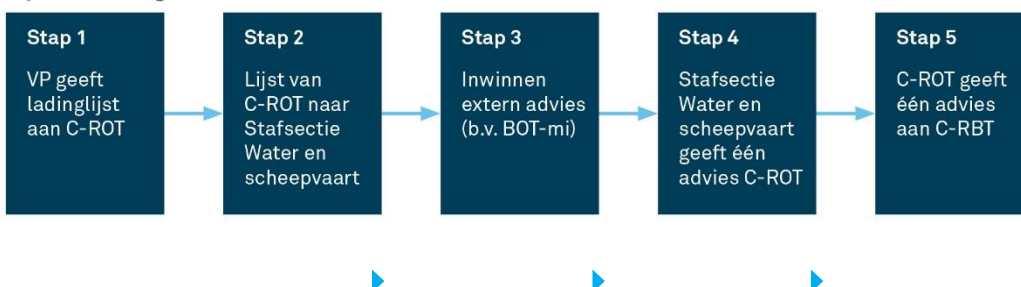 Stap 1
VP geeft
ladinglijst
aan C-ROT
Stap 2
Lijst van
C-ROT naar
Stafsectie
Water en
scheepvaart
Stap 3
Inwinnen
extern advies
(b.v. BOT-mi)
Stap 4
Stafsectie
Water en
scheepvaart
geeft één
advies C-ROT
Stap 5
C-ROT geeft
één advies
aan C-RBT